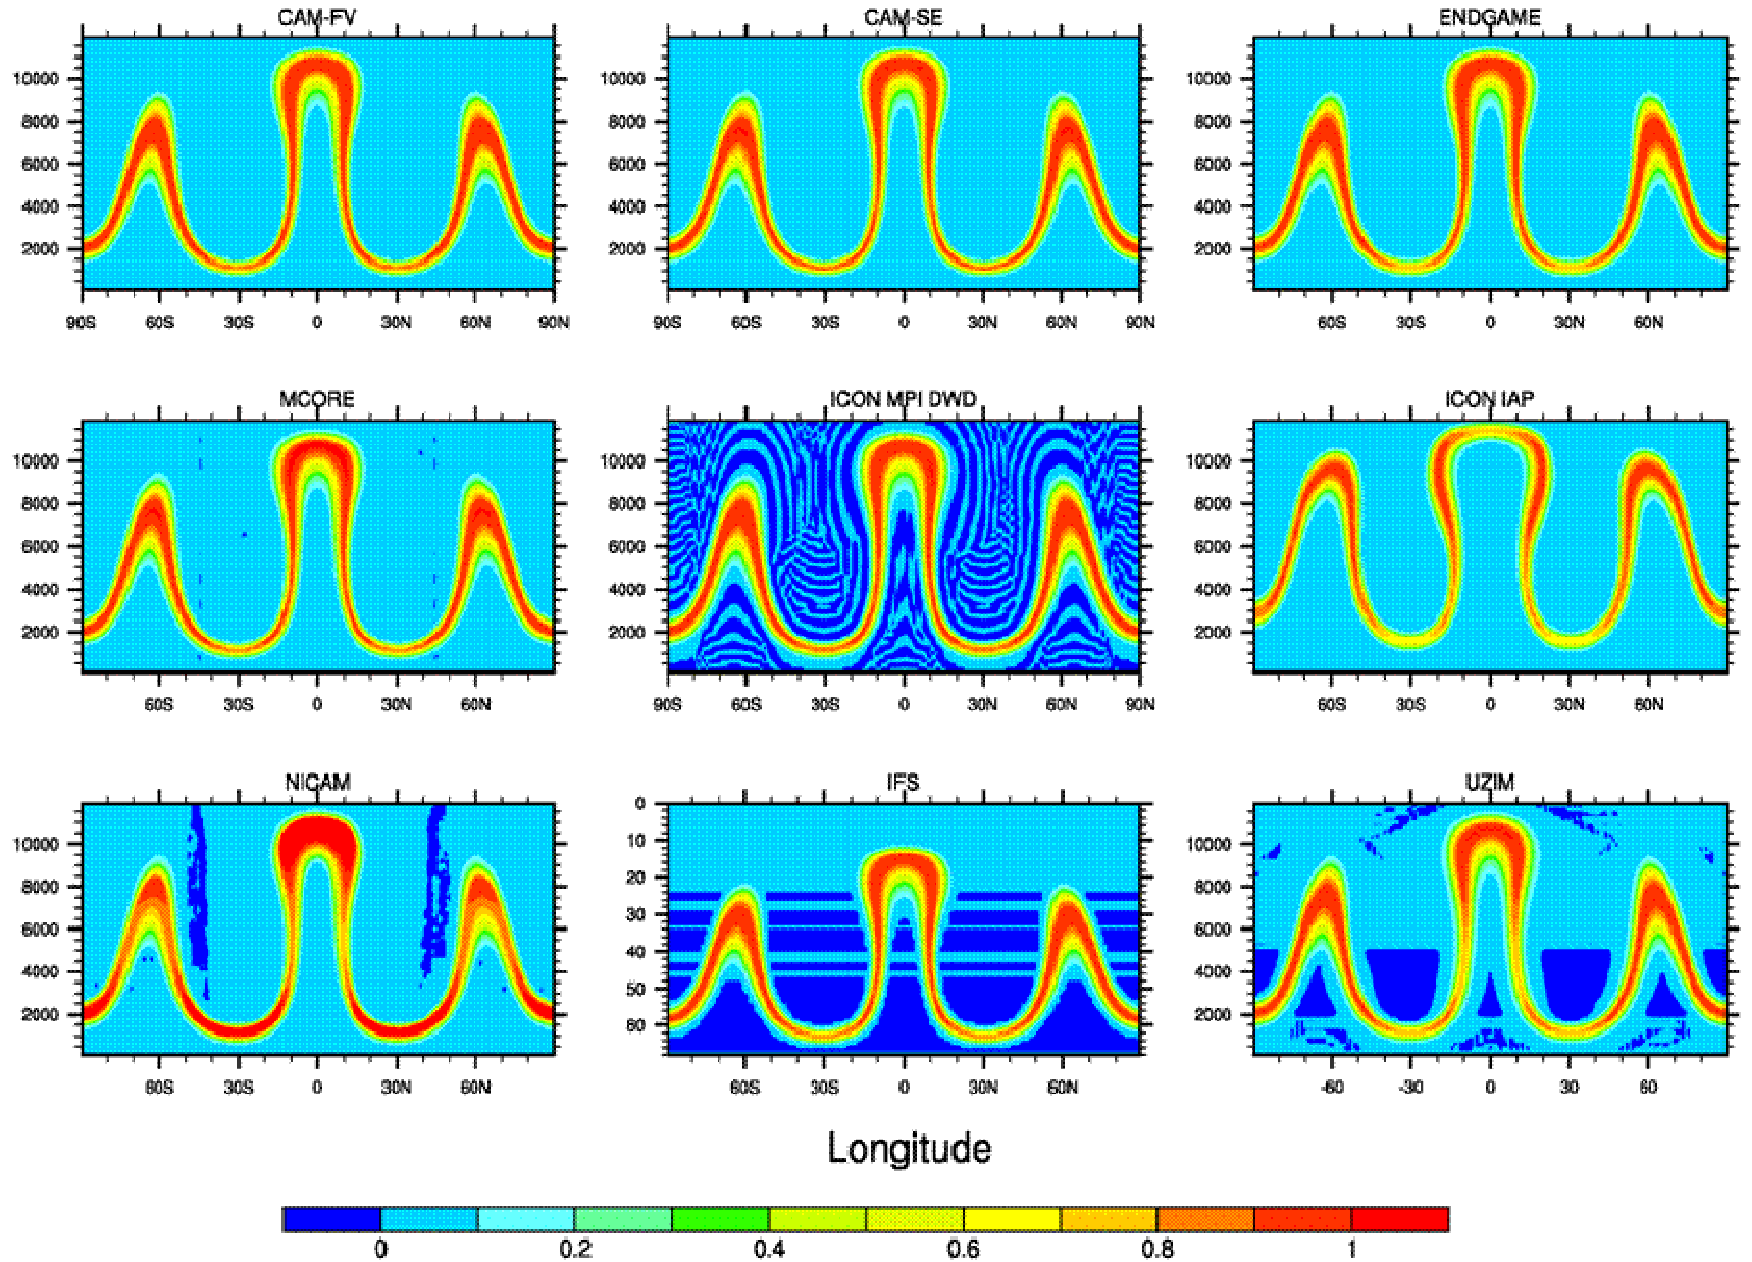 CAM-FV CAM-SE ENDGAME
10000 10000 10000
8000 8000 8000
6000 6000 6000
4000 4000 4000
2000 2000 2000
90S 60S 30S 0 30N 60N 90N 90S 60S 30S 0 30N 60N 90N 60S 30S 0 30N 60N
MCORE ICON MPI DWD ICON IAP
10000 10000 10000
8000 8000 8000
6000 6000 6000
4000 4000 4000
2000 2000 2000
60S 30S 0 30N 60N 90S 60S 30S 0 30N 60N 90N 60S 30S 0 30N 60N
NICAM IFS UZIM
0
10000 10 10000
8000 20 8000
6000 30 6000
4000 40 4000
2000 50 2000
60
60S 30S 0 30N 60N 60S 30S 0 30N 60N -60 -30 0 30 60
Longitude
0 0.2 0.4 0.6 0.8 1